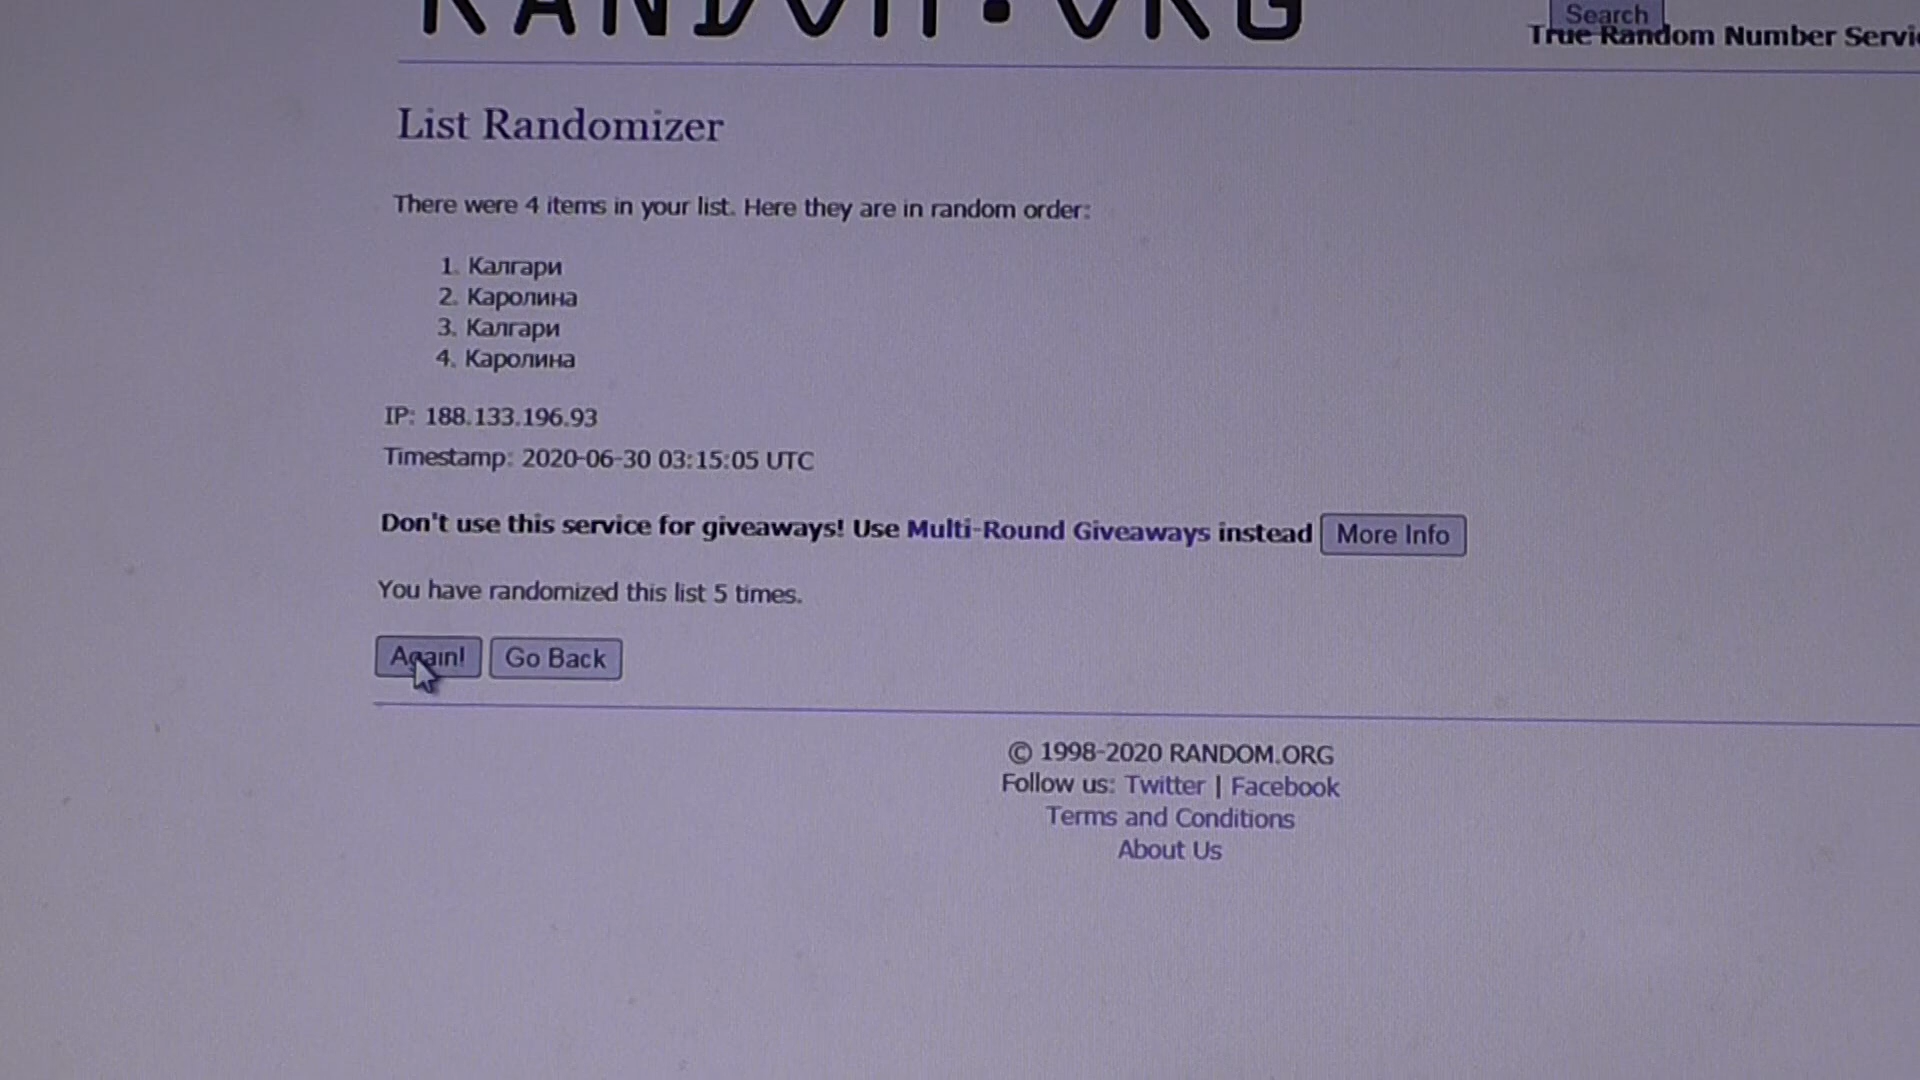 RANDOM.ORG
Search
True Random Number
List Randomizer
There were 4 items in your list. Here they are in random order:
1. Калгари
2. Каролина
3. Калгари
4. Каролина
IP: 188.133.196.93
Timestamp: 2020-06-30 03:15:05 UTC
Don't use this service for giveaways! Use Multi-Round Giveaways instead More Info
You have randomized this list 5 times.
Again! Go Back
© 1998-2020 RANDOM.ORG
Follow us: Twitter | Facebook
Terms and Conditions
About Us